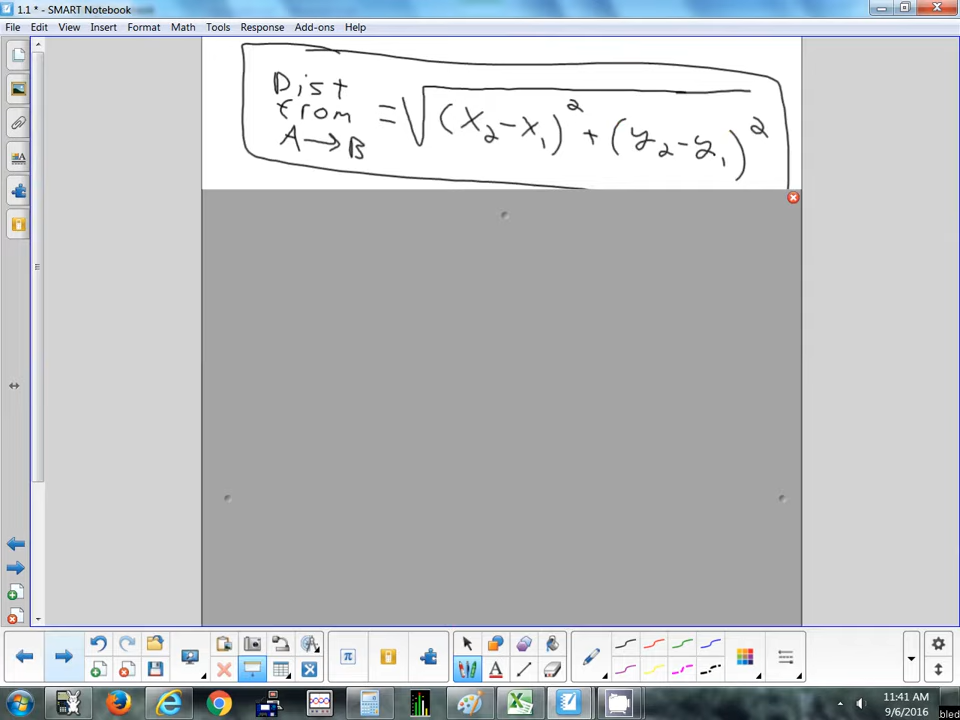 1.1 * - SMART Notebook
File Edit View Insert Format Math Tools Response Add-ons Help
Dist
from
A → B
= √(x₂ - x₁)² + (y₂ - y₁)²
11:41 AM
9/6/2016
bled